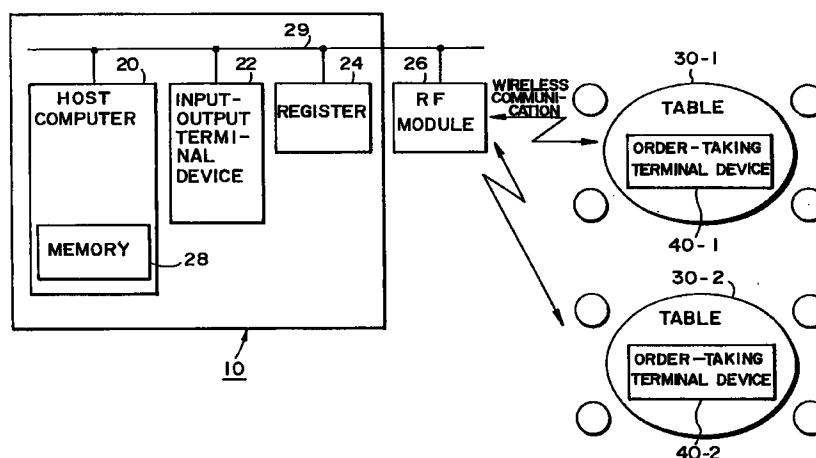 29
20
22
24
26
HOST
COMPUTER
MEMORY
28
INPUT-
OUTPUT
TERMI-
NAL
DEVICE
REGISTER
RF
MODULE
WIRELESS
COMMUNI-
CATION
10
30-1
TABLE
ORDER-TAKING
TERMINAL DEVICE
40-1
30-2
TABLE
ORDER-TAKING
TERMINAL DEVICE
40-2